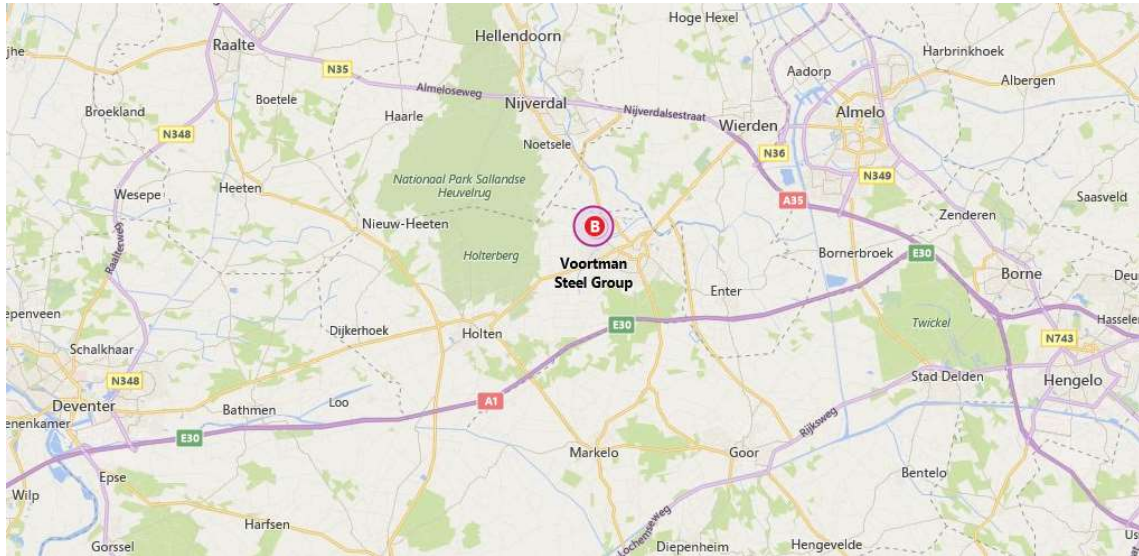 Hoge Hexel
Hellendoorn
Harbrinkhoek
Raalte
N35
Aadorp
Albergen
Boetele
Almeloseweg
Nijverdal
Nijverdalsestraat
Almelo
Broekland
Haarle
Wierden
N348
Noetsele
N36
N349
Nationaal Park Sallandse
Heuvelrug
Wesepe
Heeten
A35
Saasveld
Zenderen
Nieuw-Heeten
B
Raalterweg
Holterberg
Voortman
Steel Group
Bornerbroek
E30
Borne
Enter
Dijkerhoek
Holten
E30
Twickel
Hasseler
Schalkhaar
N743
N348
Stad Delden
Hengelo
Deventer
Bathmen
Loo
A1
Rijksweg
E30
Markelo
Goor
Epse
Bentelo
Wilp
Harfsen
Lochemseweg
Gorssel
Diepenheim
Hengevelde